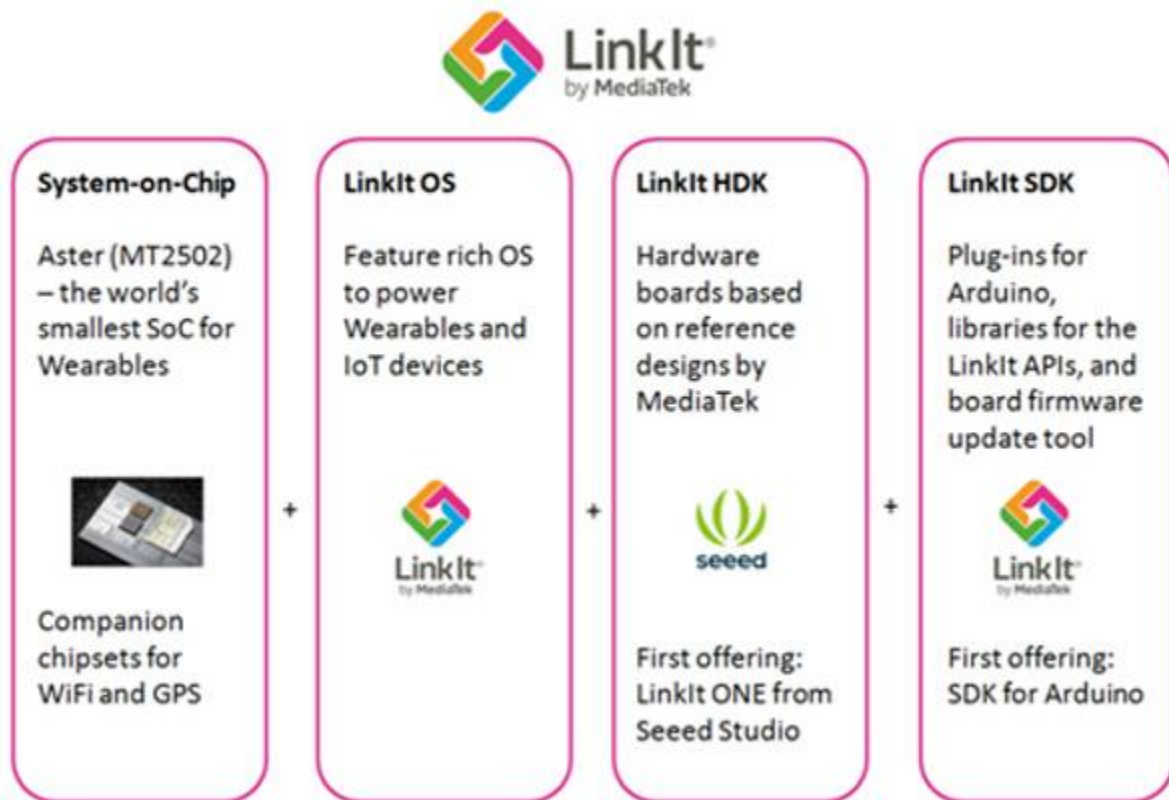 LinkIt®
by MediaTek
System-on-Chip
Aster (MT2502)
– the world's
smallest SoC for
Wearables
Companion
chipsets for
WiFi and GPS
+
LinkIt OS
Feature rich OS
to power
Wearables and
IoT devices
LinkIt®
by MediaTek
+
LinkIt HDK
Hardware
boards based
on reference
designs by
MediaTek
seeed
First offering:
LinkIt ONE from
Seeed Studio
+
LinkIt SDK
Plug-ins for
Arduino,
libraries for the
LinkIt APIs, and
board firmware
update tool
LinkIt®
by MediaTek
First offering:
SDK for Arduino